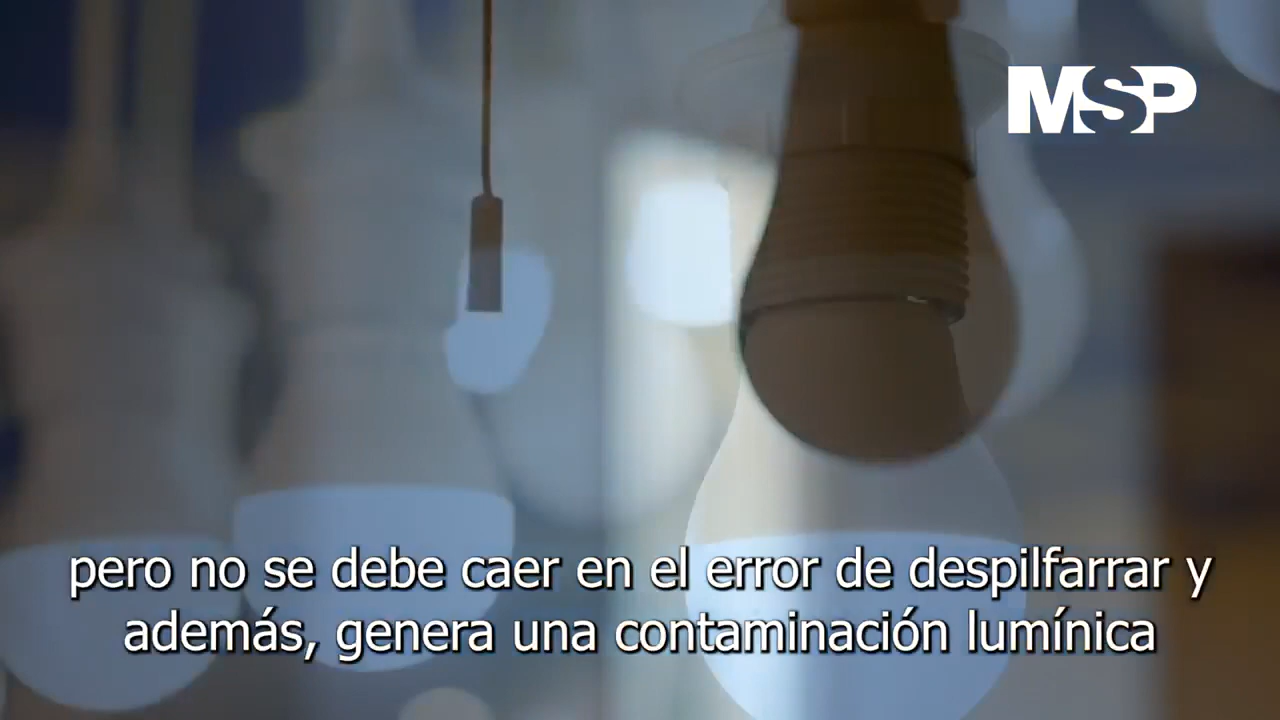 MSP
pero no se debe caer en el error de despilfarrar y
además, genera una contaminación lumínica